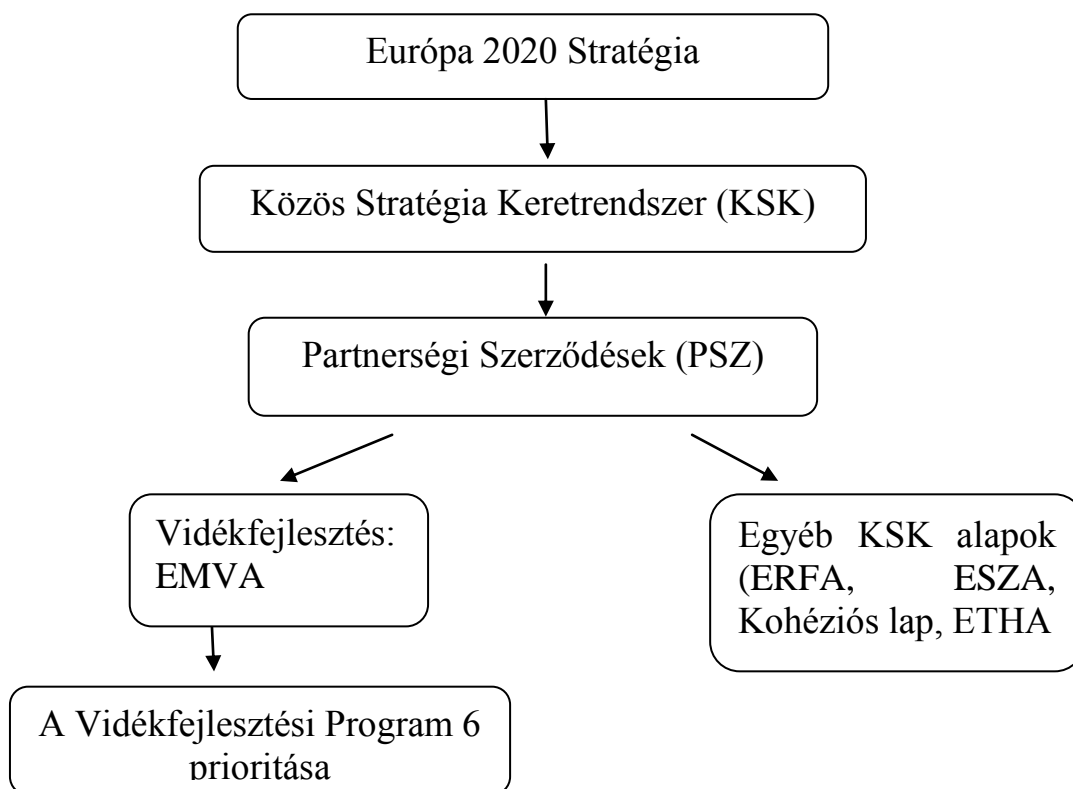 Európa 2020 Stratégia
Közös Stratégia Keretrendszer (KSK)
Partnerségi Szerződések (PSZ)
Vidékfejlesztés:
EMVA
Egyéb KSK alapok
(ERFA, ESZA,
Kohéziós lap, ETHA
A Vidékfejlesztési Program 6
prioritása